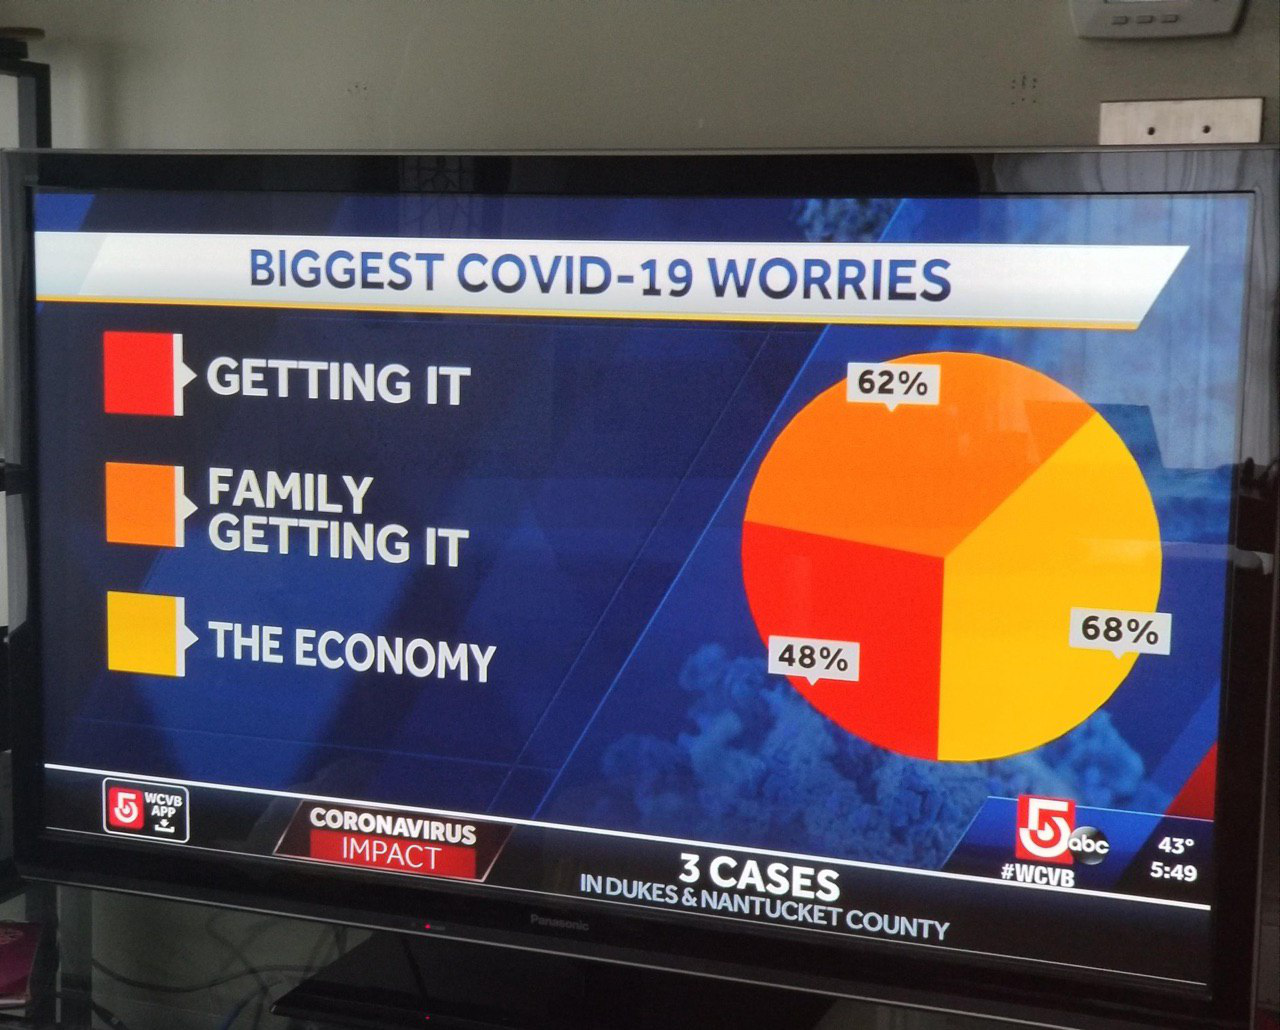 BIGGEST COVID-19 WORRIES
GETTING IT
FAMILY
GETTING IT
THE ECONOMY
62%
68%
48%
5
WCVB
APP
CORONAVIRUS
IMPACT
3 CASES
IN DUKES & NANTUCKET COUNTY
5
abc
#WCVB
43°
5:49
Panasonic